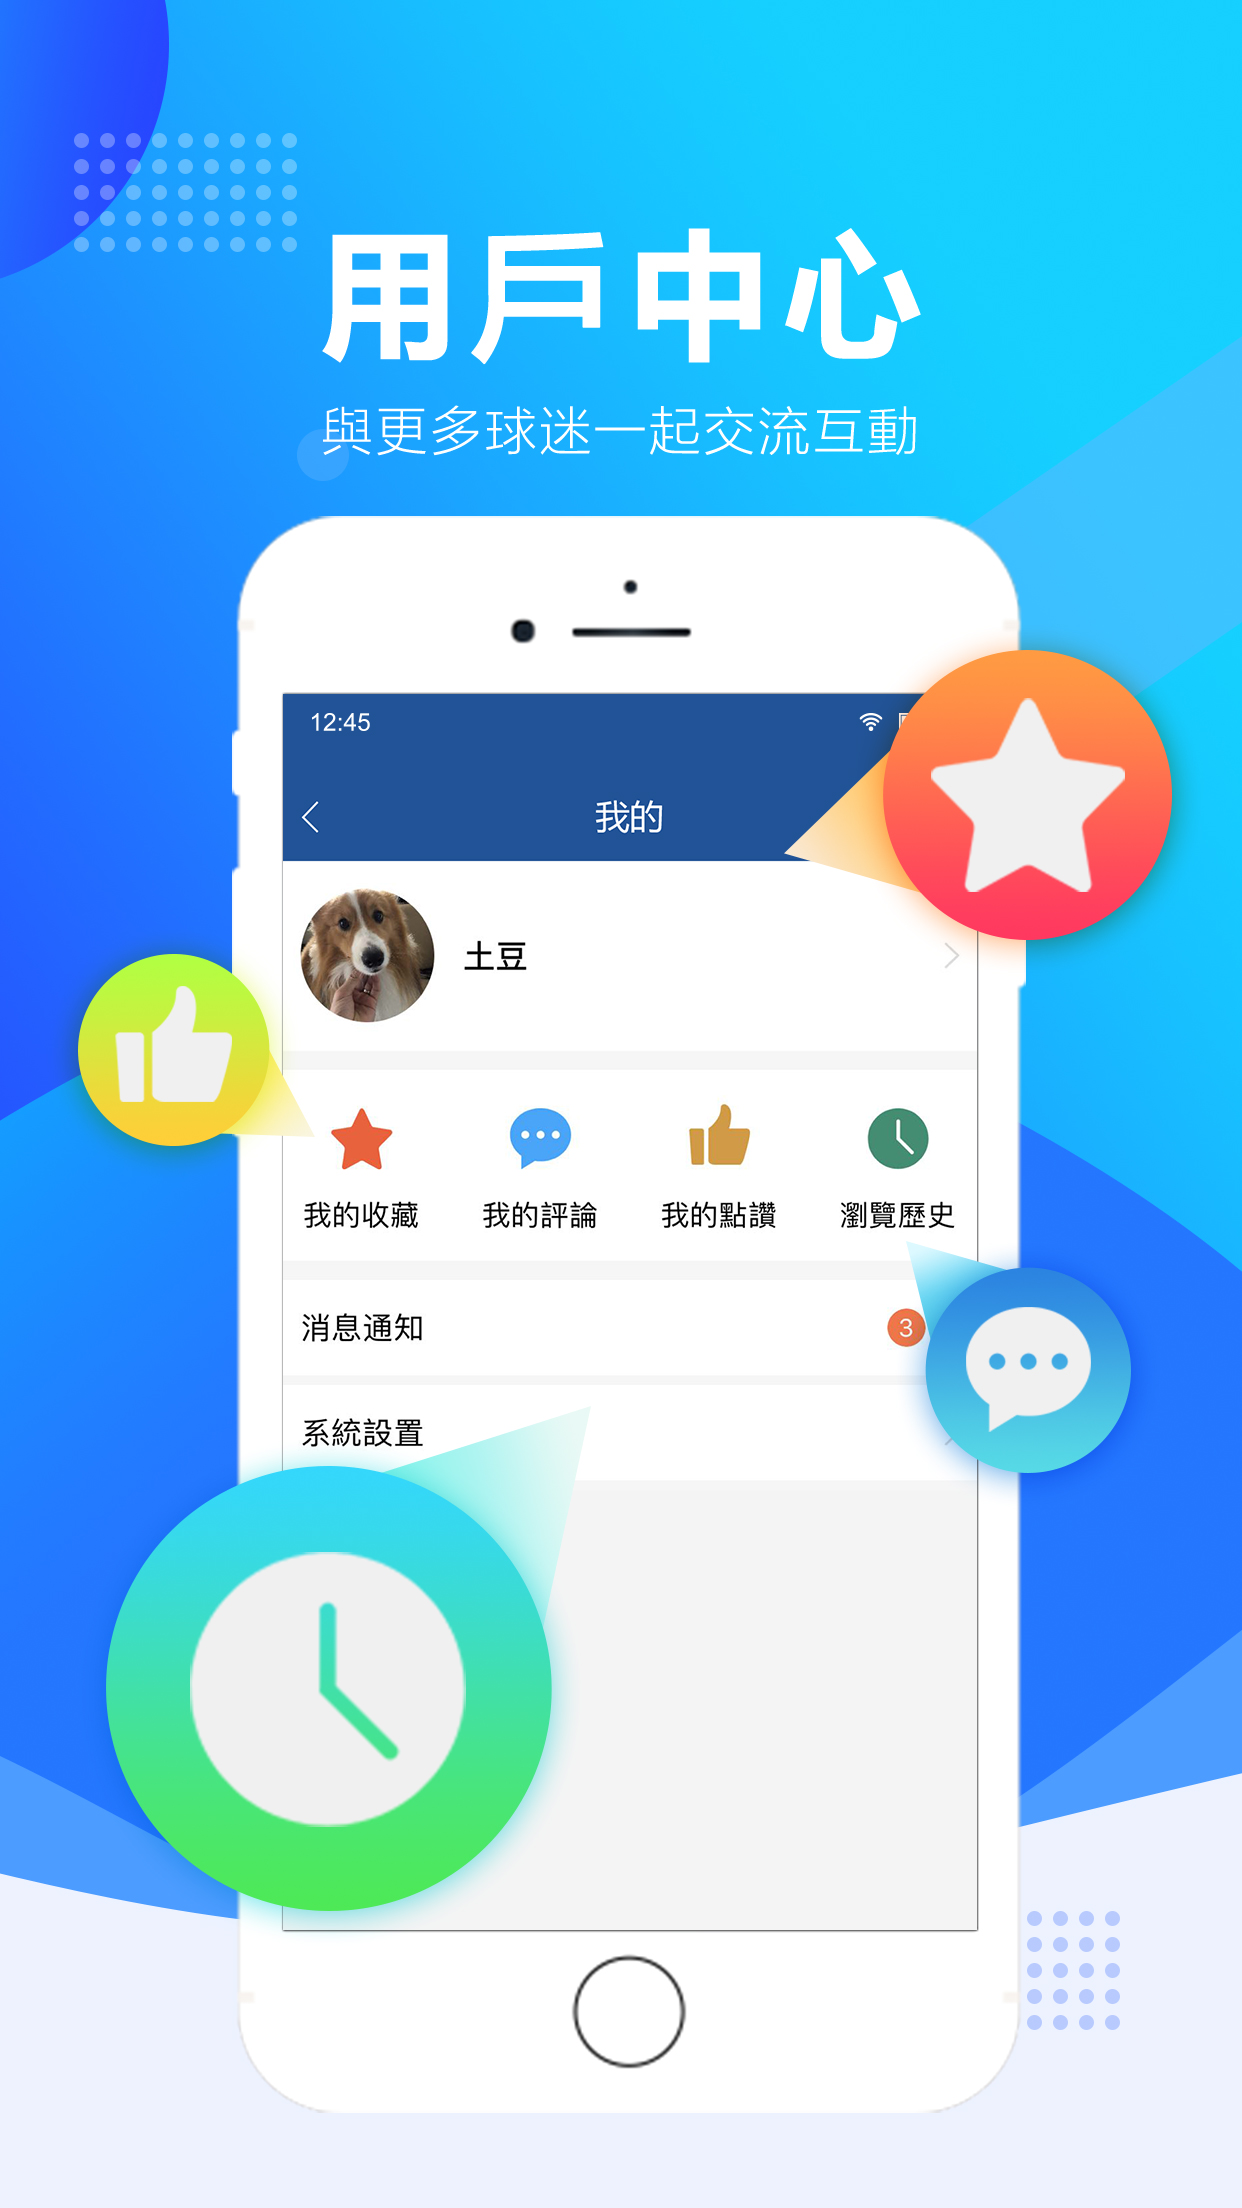 用戶中心
與更多球迷一起交流互動
12:45
我的
土豆
我的收藏 我的評論 我的點讚 瀏覽歷史
消息通知 3
系統設置